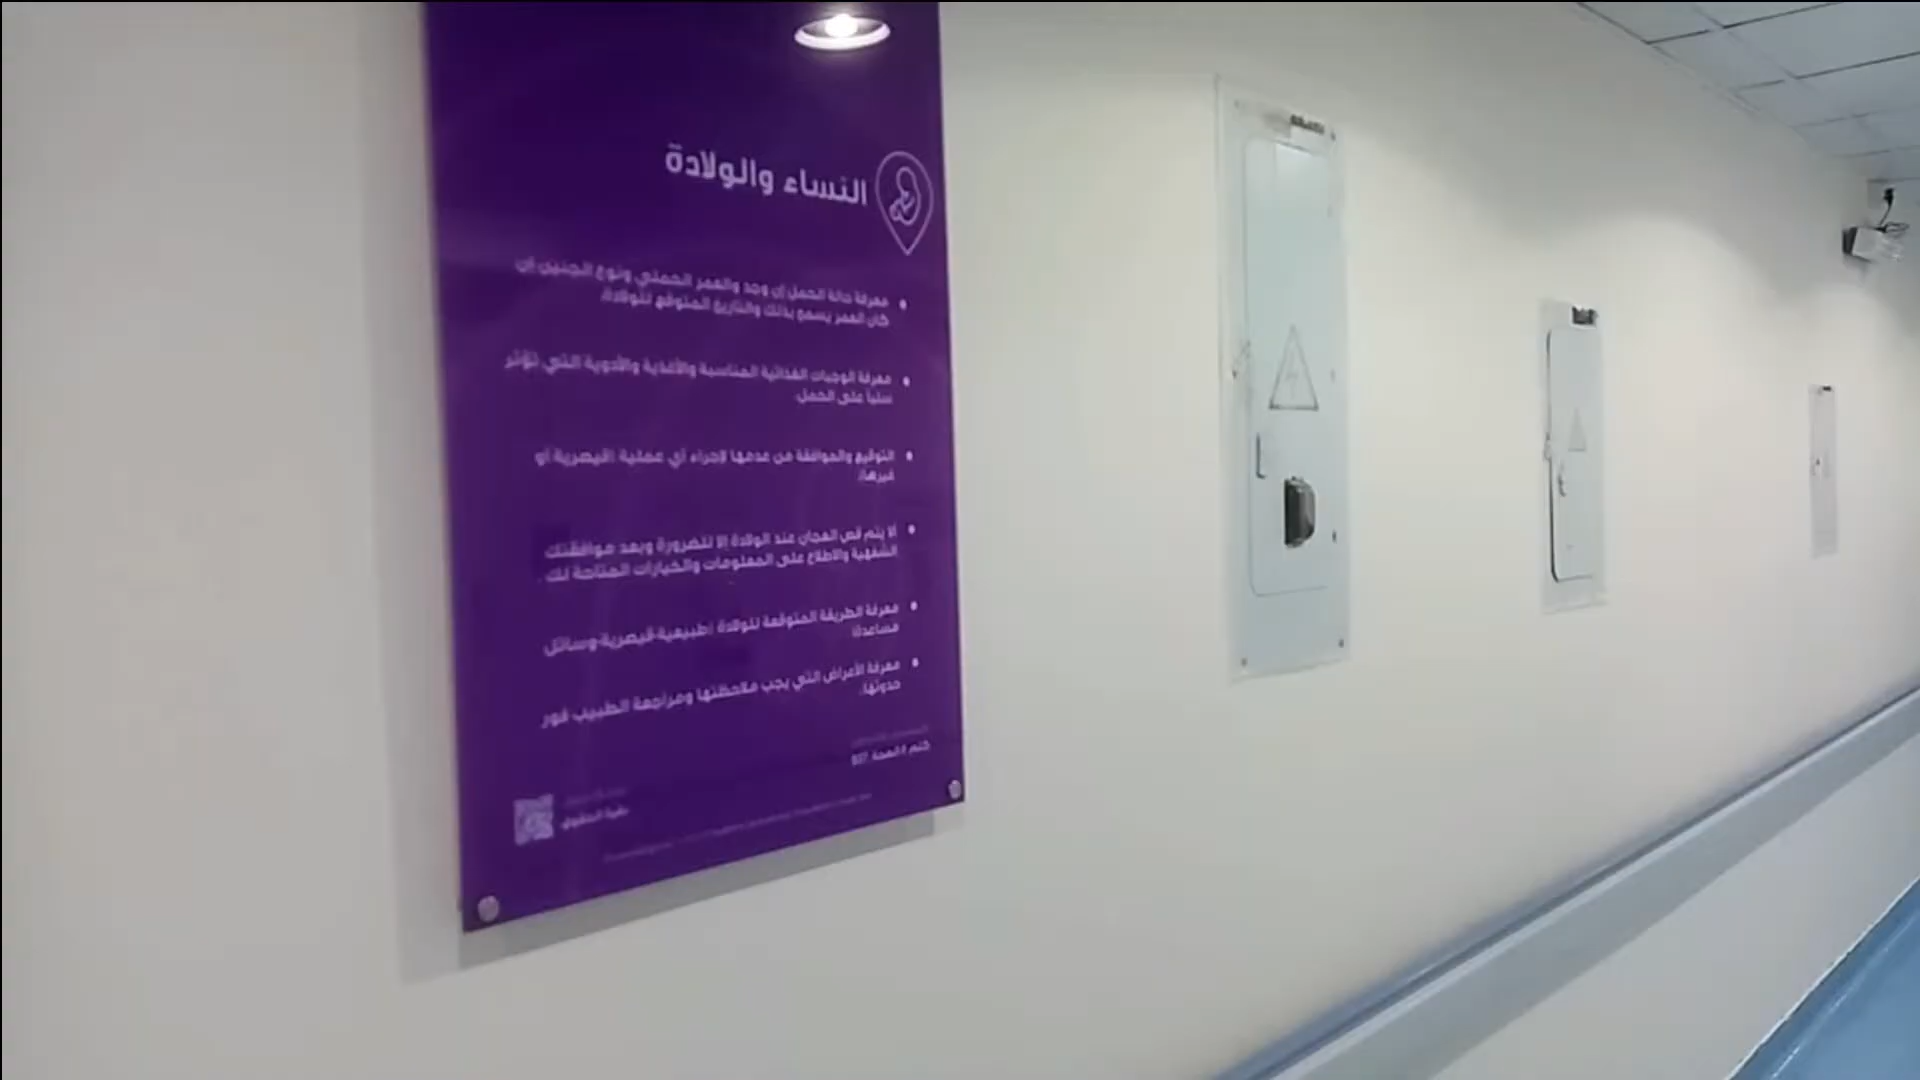 النساء والولادة
معرفة حالة الحمل إن وجد والعمر الحملي ونوع الجنين إن
كان العمر يسمح بذلك والتاريخ المتوقع للولادة.
معرفة الوجبات الغذائية المناسبة والأغذية والأدوية التي تؤثر
سلباً على الحمل.
التوقيع والموافقة من عدمها لإجراء أي عملية (قيصرية أو
غيرها).
ألا يتم قص العجان عند الولادة إلا للضرورة وبعد موافقتك
الشفهية والاطلاع على المعلومات والخيارات المتاحة لك .
معرفة الطريقة المتوقعة للولادة (طبيعية-قيصرية-وسائل
مساعدة)
معرفة الأعراض التي يجب ملاحظتها ومراجعة الطبيب فور
حدوثها.
937